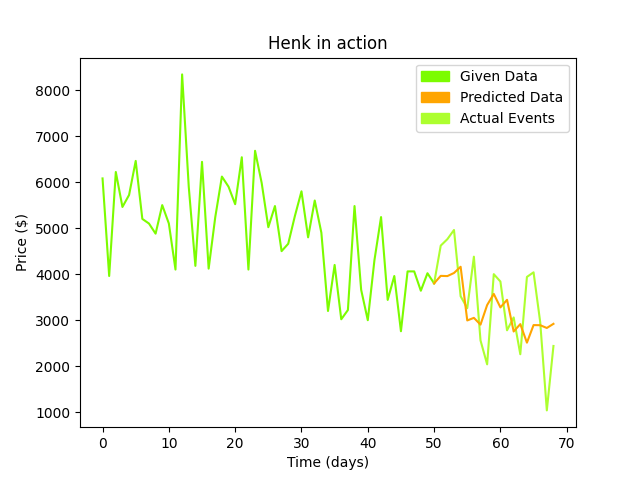 Henk in action
Given Data
Predicted Data
Actual Events
Price ($)
8000
7000
6000
5000
4000
3000
2000
1000
0 10 20 30 40 50 60 70
Time (days)